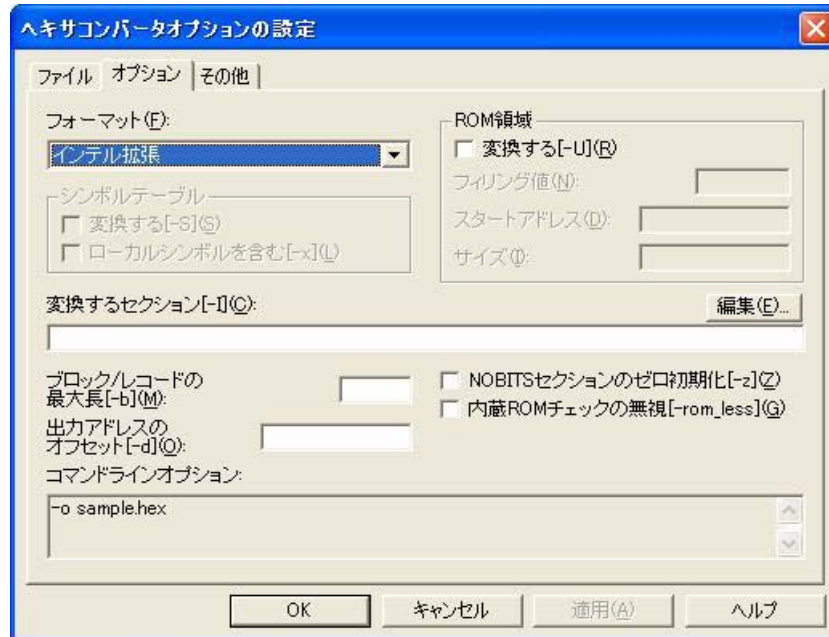 ヘキサコンバータオプションの設定
ファイル オプション その他
フォーマット(F):
インテル拡張
シンボルテーブル
変換する[-S](S)
ローカルシンボルを含む[-x](L)
ROM領域
変換する[-U](R)
フィリング値(N):
スタートアドレス(D):
サイズ(I):
変換するセクション[-I](C):
編集(E)...
ブロック/レコードの
最大長[-b](M):
出力アドレスの
オフセット[-d](O):
NOBITSセクションのゼロ初期化[-z](Z)
内蔵ROMチェックの無視[-rom_less](G)
コマンドラインオプション:
-o sample.hex
OK キャンセル 適用(A) ヘルプ